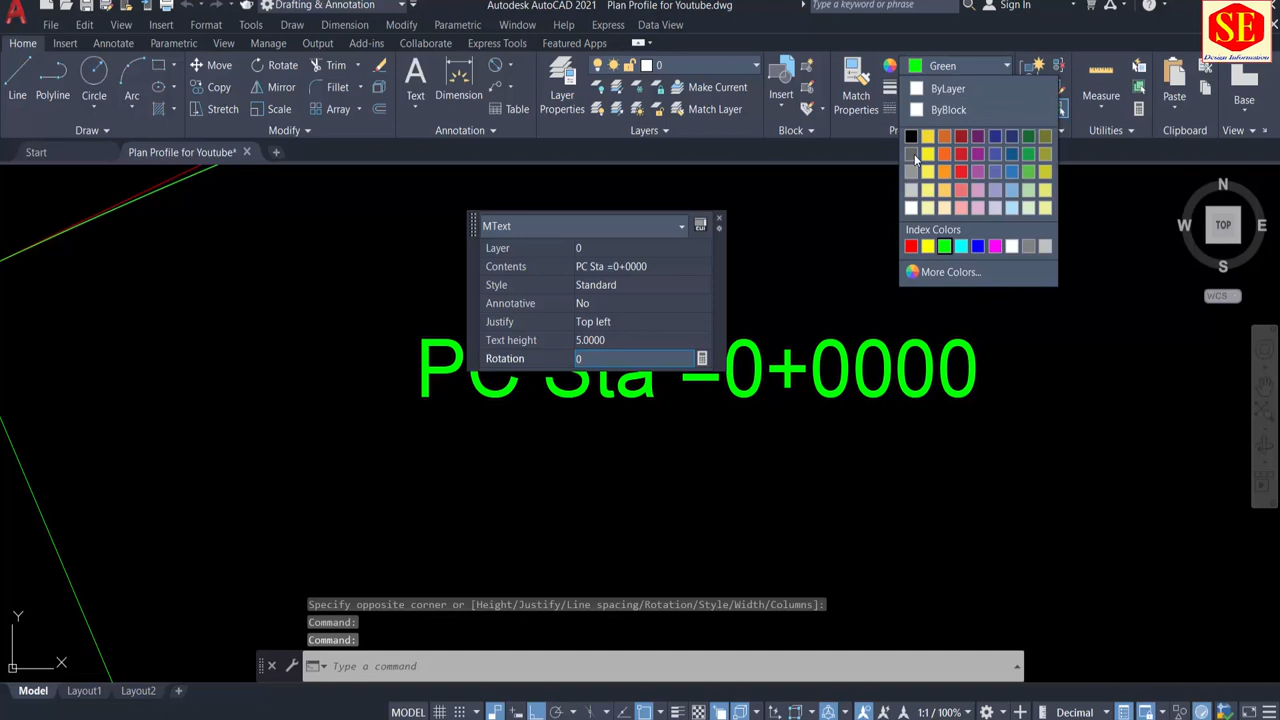 Drafting & Annotation
Autodesk AutoCAD 2021 Plan Profile for Youtube.dwg
Type a keyword or phrase
Sign In
SE
Design Information
File Edit View Insert Format Tools Draw Dimension Modify Parametric Window Help Express Data View
Home Insert Annotate Parametric View Manage Output Add-ins Collaborate Express Tools Featured Apps
Line
Polyline
Circle
Arc
Move
Rotate
Trim
Copy
Mirror
Fillet
Stretch
Scale
Array
Text
Dimension
Table
Layer
Properties
0
Make Current
Match Layer
Insert
Match
Properties
Green
Measure
Paste
Base
Draw
Modify
Annotation
Layers
Block
Utilities
Clipboard
View
ByLayer
ByBlock
Index Colors
More Colors...
Start
Plan Profile for Youtube*
MText
Layer 0
Contents PC Sta =0+0000
Style Standard
Annotative No
Justify Top left
Text height 5.0000
Rotation 0
PC Sta =0+0000
N
W TOP E
S
WCS
Y
X
Specify opposite corner or [Height/Justify/Line spacing/Rotation/Style/Width/Columns]:
Command:
Command:
Type a command
Model Layout1 Layout2
MODEL
1:1 / 100%
Decimal